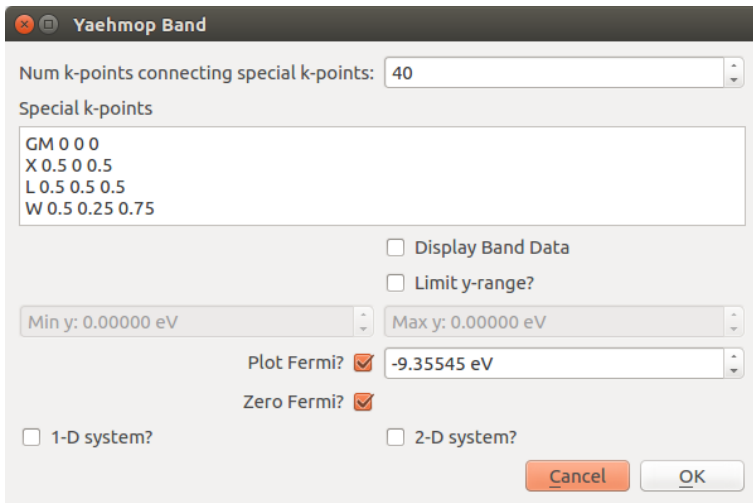 Yaehmop Band
Num k-points connecting special k-points: 40
Special k-points
GM 0 0 0
X 0.5 0 0.5
L 0.5 0.5 0.5
W 0.5 0.25 0.75
Display Band Data
Limit y-range?
Min y: 0.00000 eV Max y: 0.00000 eV
Plot Fermi? -9.35545 eV
Zero Fermi?
1-D system? 2-D system?
Cancel OK